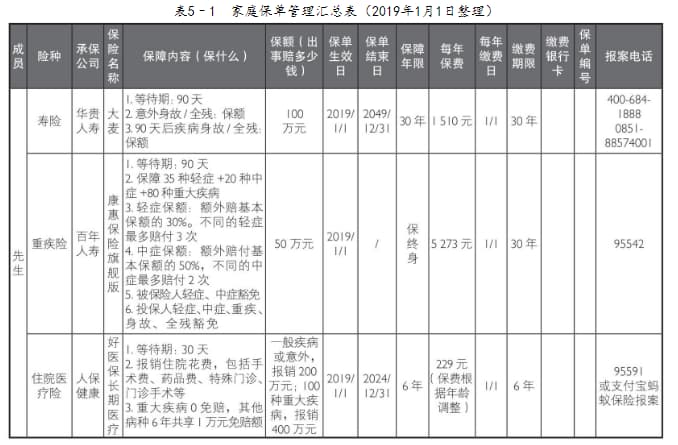 表5-1 家庭保单管理汇总表（2019年1月1日整理）
成员
险种
承保公司
保险名称
保障内容（保什么）
保额（出事赔多少钱）
保单生效日
保单结束日
保障年限
每年保费
每年缴费日
缴费期限
缴费银行卡
保单编号
报案电话
先生
寿险
华贵人寿
大麦
1. 等待期：90 天
2. 意外身故/全残：保额
3. 90 天后疾病身故/全残：
保额
100
万元
2019/
1/1
2049/
12/31
30 年
1 510 元
1/1
30 年
400-684-
1888
0851-
88574001
重疾险
百年人寿
康惠保险旗舰版
1. 等待期：90 天
2. 保障 35 种轻症 +20 种中
症 +80 种重大疾病
3. 轻症保额：额外赔基本
保额的 30%。不同的轻症
最多赔付 3 次
4. 中症保额：额外赔付基
本保额的 50%，不同的中
症最多赔付 2 次
5. 被保险人轻症、中症豁免
6. 投保人轻症、中症、重疾、
身故、全残豁免
50 万元
2019/
1/1
/
保终身
5 273 元
1/1
30 年
95542
住院医疗险
人保健康
好医保长期医疗
1. 等待期：30 天
2. 报销住院花费，包括手
术费、药品费、特殊门诊、
门诊手术等
3. 重大疾病 0 免赔，其他
病种 6 年共享 1 万元免赔额
一般疾病
或意外，
报销 200
万元；100
种重大疾
病，报销
400 万元
2019/
1/1
2024/
12/31
6 年
229 元
（保费根
据年龄
调整）
1/1
6 年
95591
或支付宝蚂
蚁保险报案